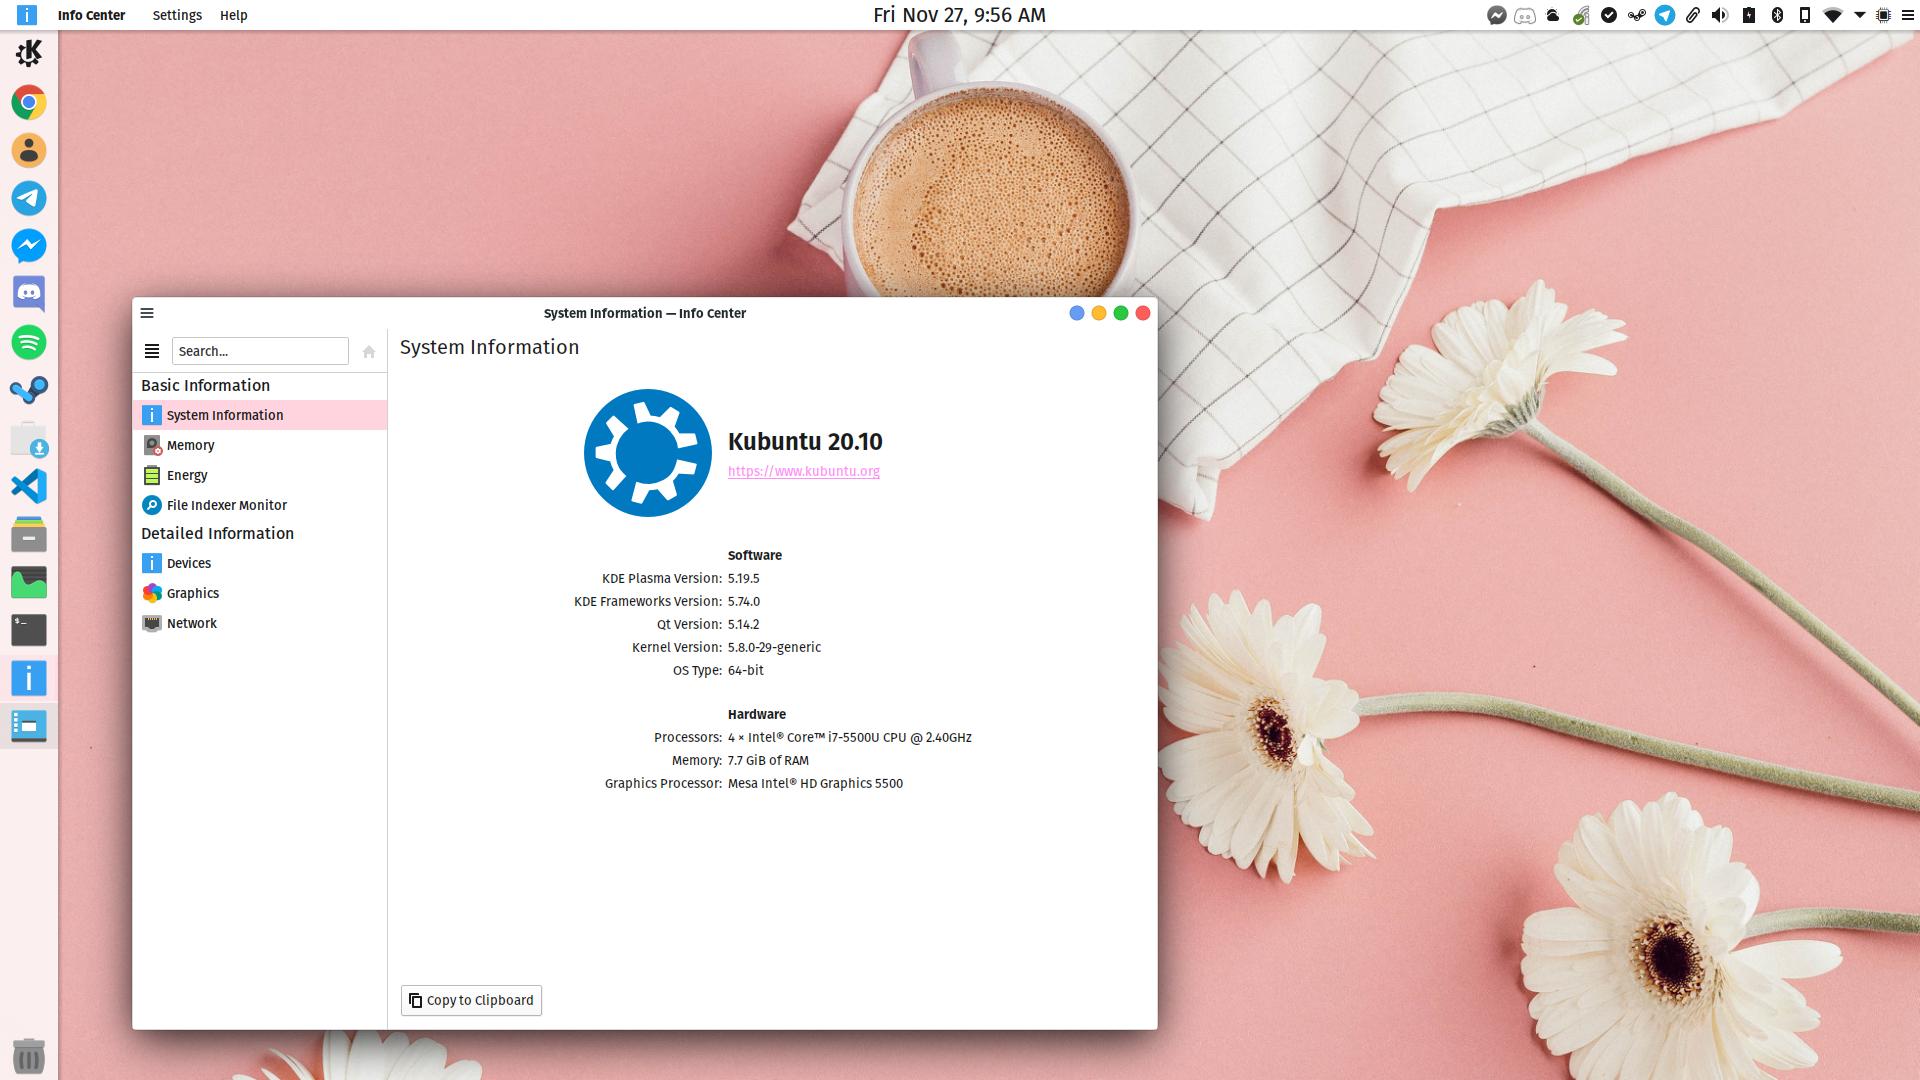 Info Center Settings Help
Fri Nov 27, 9:56 AM
System Information — Info Center
Search...
Basic Information
System Information
Memory
Energy
File Indexer Monitor
Detailed Information
Devices
Graphics
Network
System Information
Kubuntu 20.10
https://www.kubuntu.org
Software
KDE Plasma Version: 5.19.5
KDE Frameworks Version: 5.74.0
Qt Version: 5.14.2
Kernel Version: 5.8.0-29-generic
OS Type: 64-bit
Hardware
Processors: 4 × Intel® Core™ i7-5500U CPU @ 2.40GHz
Memory: 7.7 GiB of RAM
Graphics Processor: Mesa Intel® HD Graphics 5500
Copy to Clipboard